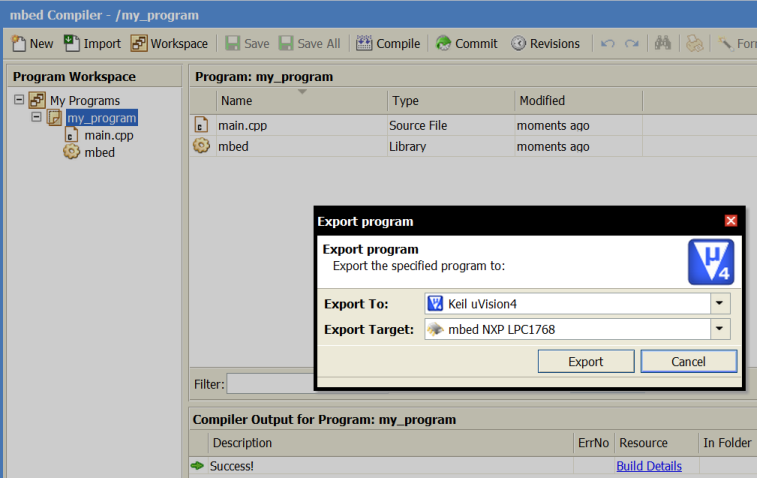 mbed Compiler - /my_program
New Import Workspace Save Save All Compile Commit Revisions
Program Workspace
My Programs
my_program
main.cpp
mbed
Program: my_program
Name Type Modified
main.cpp Source File moments ago
mbed Library moments ago
Export program
Export program
Export the specified program to:
µ
4
Export To: Keil uVision4
Export Target: mbed NXP LPC1768
Export Cancel
Filter:
Compiler Output for Program: my_program
Description ErrNo Resource In Folder
Success! Build Details